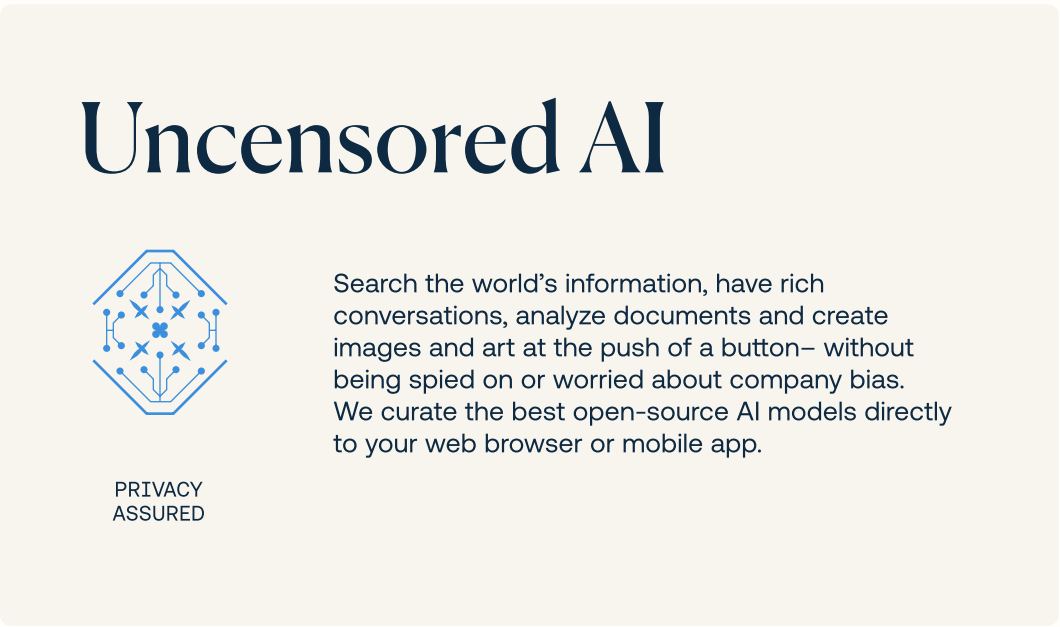 Uncensored AI
Search the world’s information, have rich
conversations, analyze documents and create
images and art at the push of a button– without
being spied on or worried about company bias.
We curate the best open-source AI models directly
to your web browser or mobile app.
PRIVACY
ASSURED